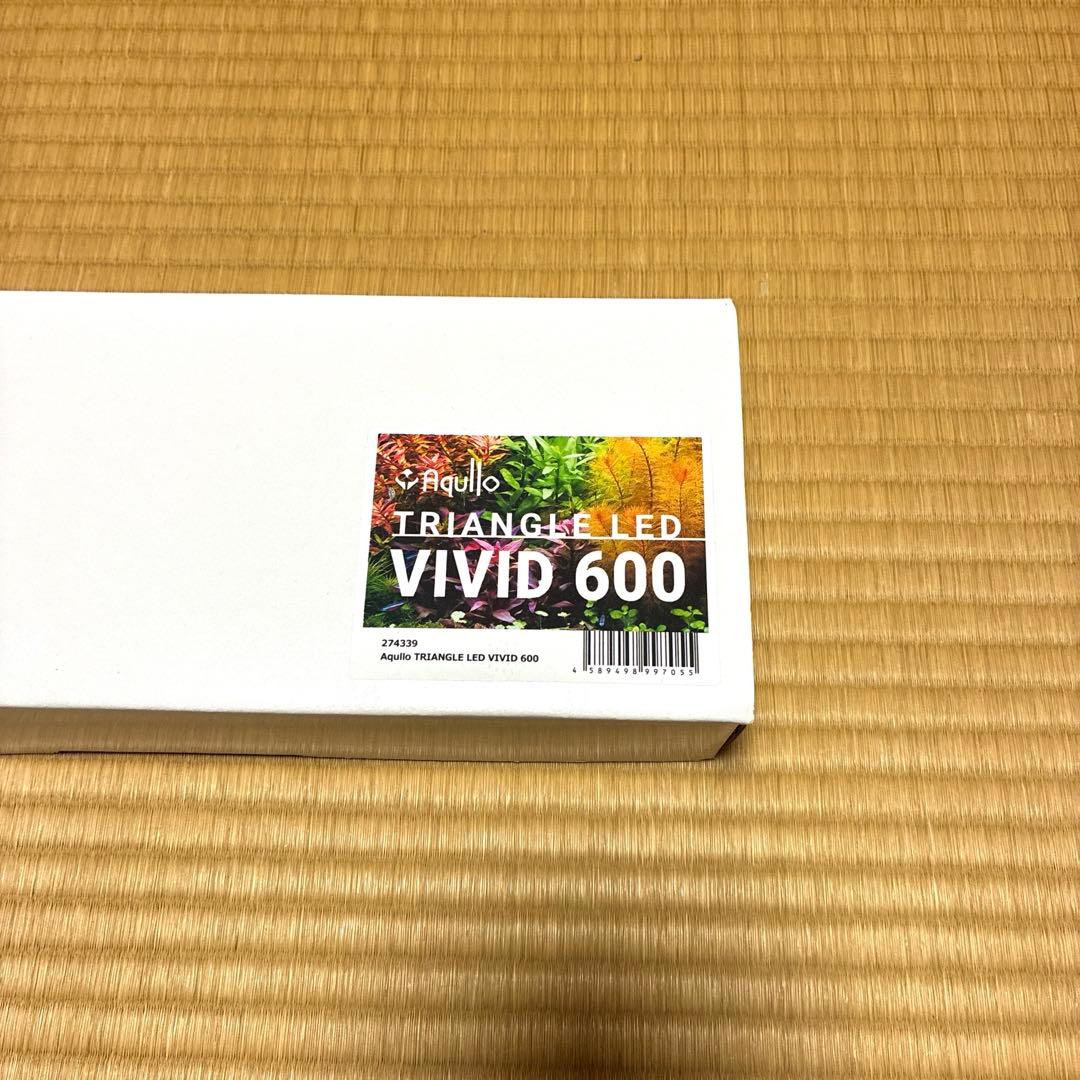 Aqullo
TRIANGLE LED
VIVID 600
274339
Aqullo TRIANGLE LED VIVID 600
4 589498 997055